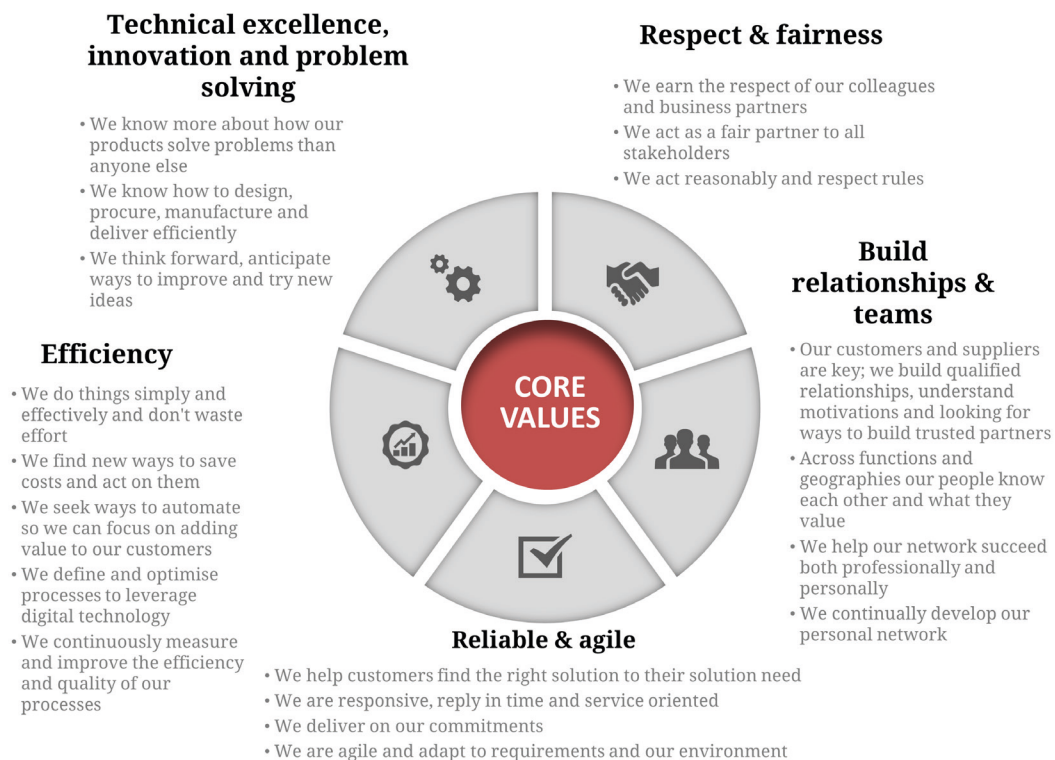 Technical excellence,
innovation and problem
solving
• We know more about how our
products solve problems than
anyone else
• We know how to design,
procure, manufacture and
deliver efficiently
• We think forward, anticipate
ways to improve and try new
ideas
Respect & fairness
• We earn the respect of our colleagues
and business partners
• We act as a fair partner to all
stakeholders
• We act reasonably and respect rules
Build
relationships &
teams
• Our customers and suppliers
are key; we build qualified
relationships, understand
motivations and looking for
ways to build trusted partners
• Across functions and
geographies our people know
each other and what they
value
• We help our network succeed
both professionally and
personally
• We continually develop our
personal network
Efficiency
• We do things simply and
effectively and don't waste
effort
• We find new ways to save
costs and act on them
• We seek ways to automate
so we can focus on adding
value to our customers
• We define and optimise
processes to leverage
digital technology
• We continuously measure
and improve the efficiency
and quality of our
processes
CORE
VALUES
Reliable & agile
• We help customers find the right solution to their solution need
• We are responsive, reply in time and service oriented
• We deliver on our commitments
• We are agile and adapt to requirements and our environment